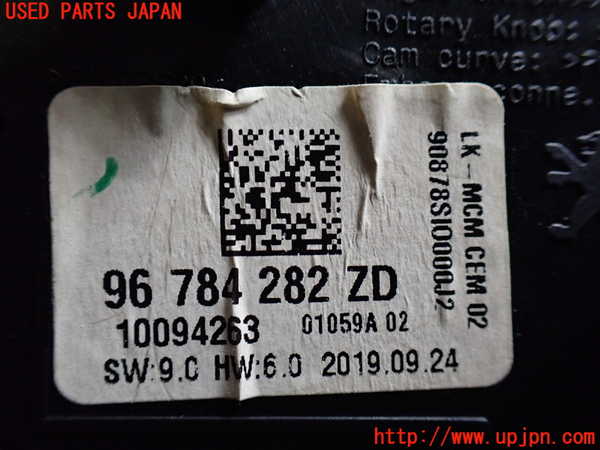 USED PARTS JAPAN
Rotary Knob:
Cam curve: >>
96 784 282 ZD
10094263 01059A 02
SW:9.0 HW:6.0 2019.09.24
LK-MCM CEM 02
90878SI0000J2
http://www.upjpn.com